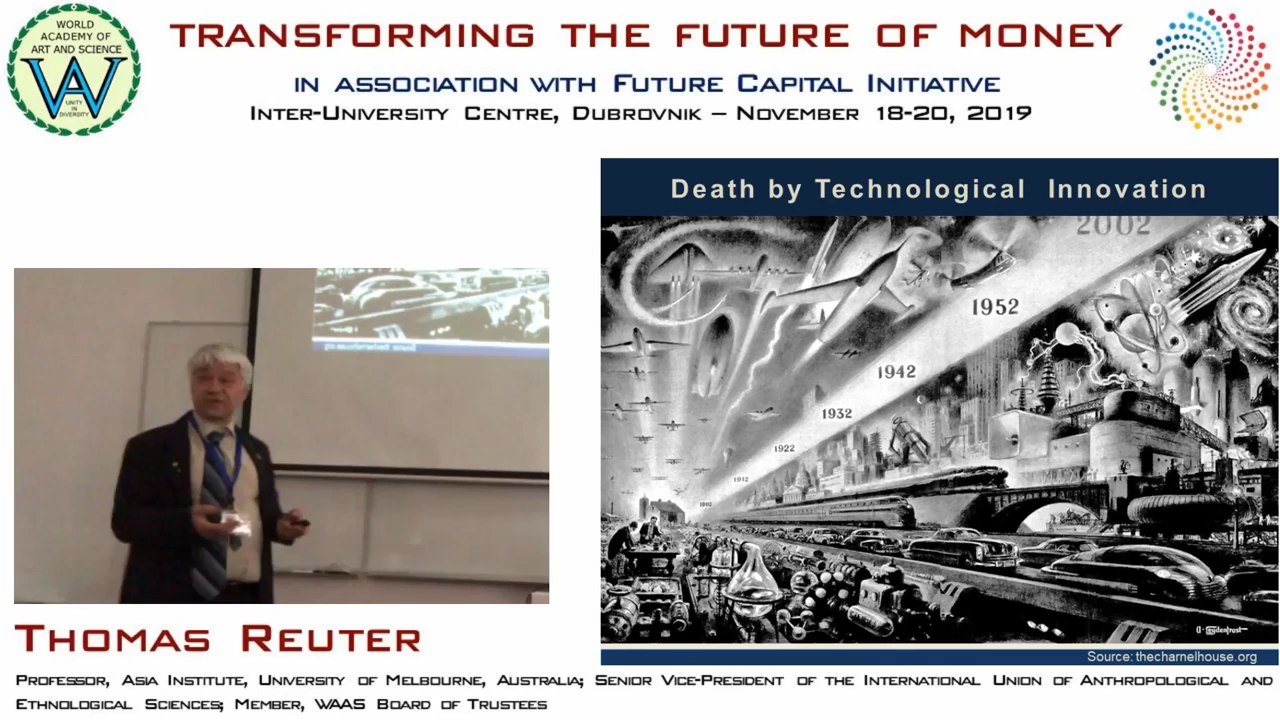 WORLD
ACADEMY OF
ART AND SCIENCE
UNITY
IN
DIVERSITY
TRANSFORMING THE FUTURE OF MONEY
IN ASSOCIATION WITH FUTURE CAPITAL INITIATIVE
INTER-UNIVERSITY CENTRE, DUBROVNIK – NOVEMBER 18-20, 2019
Death by Technological Innovation
2002
1952
1942
1932
1922
1912
1902
Source: thecharnelhouse.org
THOMAS REUTER
PROFESSOR, ASIA INSTITUTE, UNIVERSITY OF MELBOURNE, AUSTRALIA; SENIOR VICE-PRESIDENT OF THE INTERNATIONAL UNION OF ANTHROPOLOGICAL AND
ETHNOLOGICAL SCIENCES; MEMBER, WAAS BOARD OF TRUSTEES